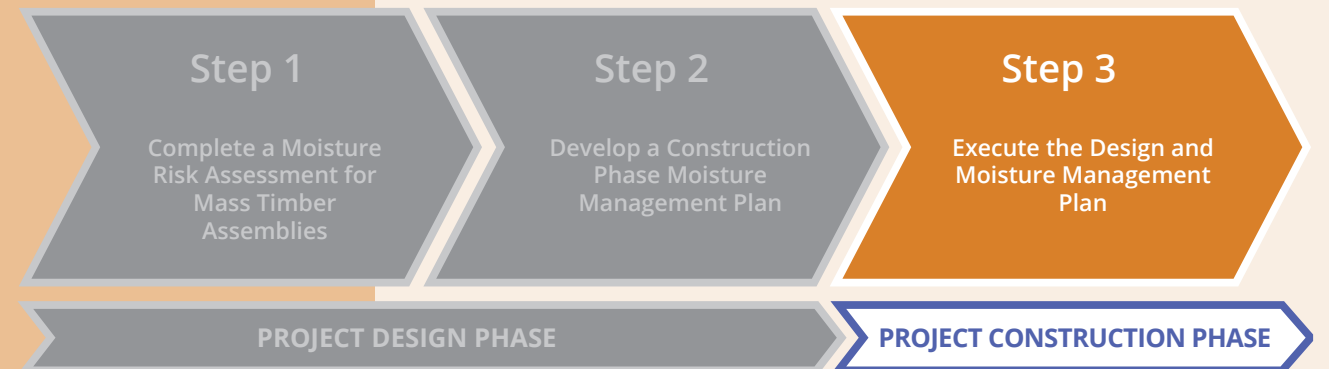 Step 1
Complete a Moisture
Risk Assessment for
Mass Timber
Assemblies
Step 2
Develop a Construction
Phase Moisture
Management Plan
Step 3
Execute the Design and
Moisture Management
Plan
PROJECT DESIGN PHASE
PROJECT CONSTRUCTION PHASE